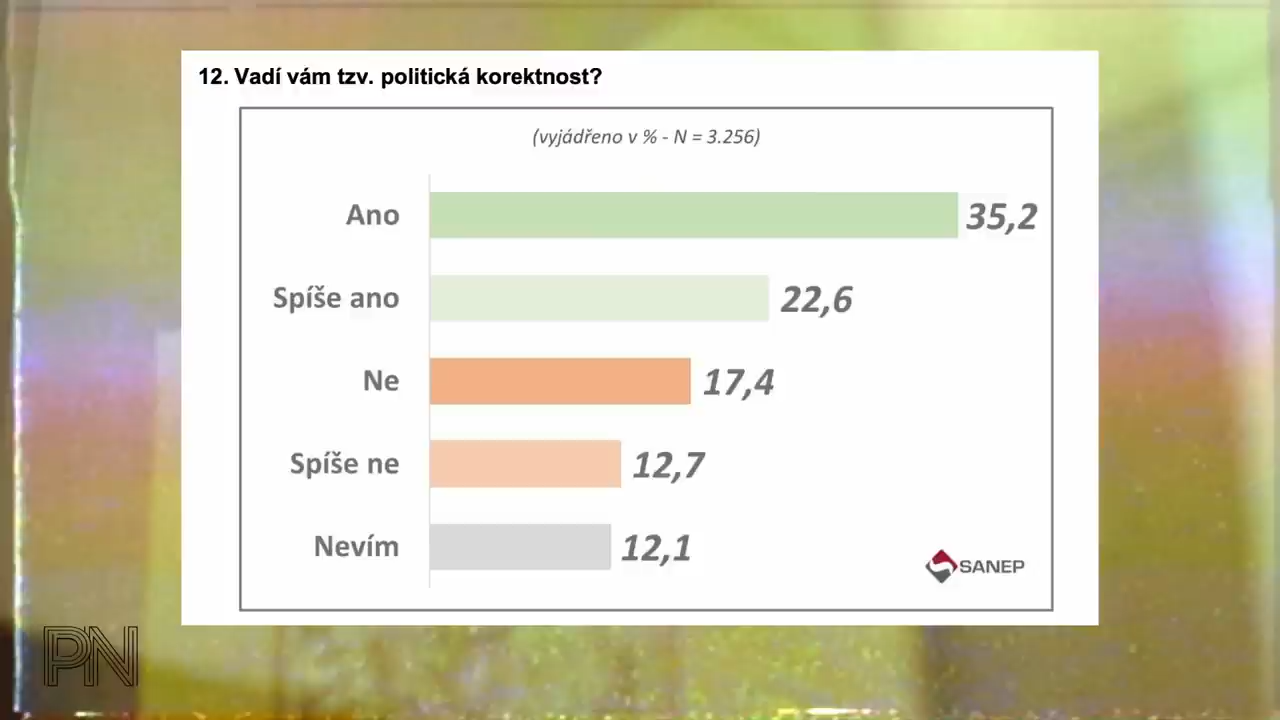 12. Vadí vám tzv. politická korektnost?
(vyjádřeno v % - N = 3.256)
Ano 35,2
Spíše ano 22,6
Ne 17,4
Spíše ne 12,7
Nevím 12,1
SANEP
PN